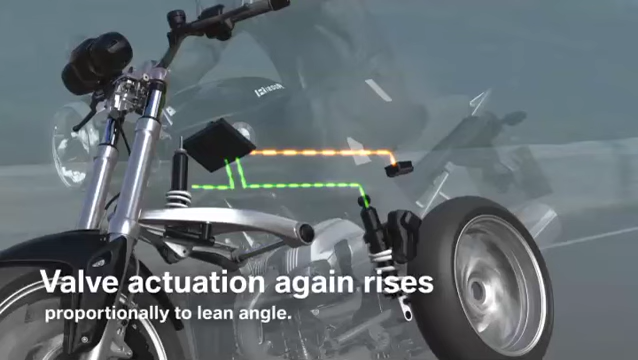 Valve actuation again rises
proportionally to lean angle.